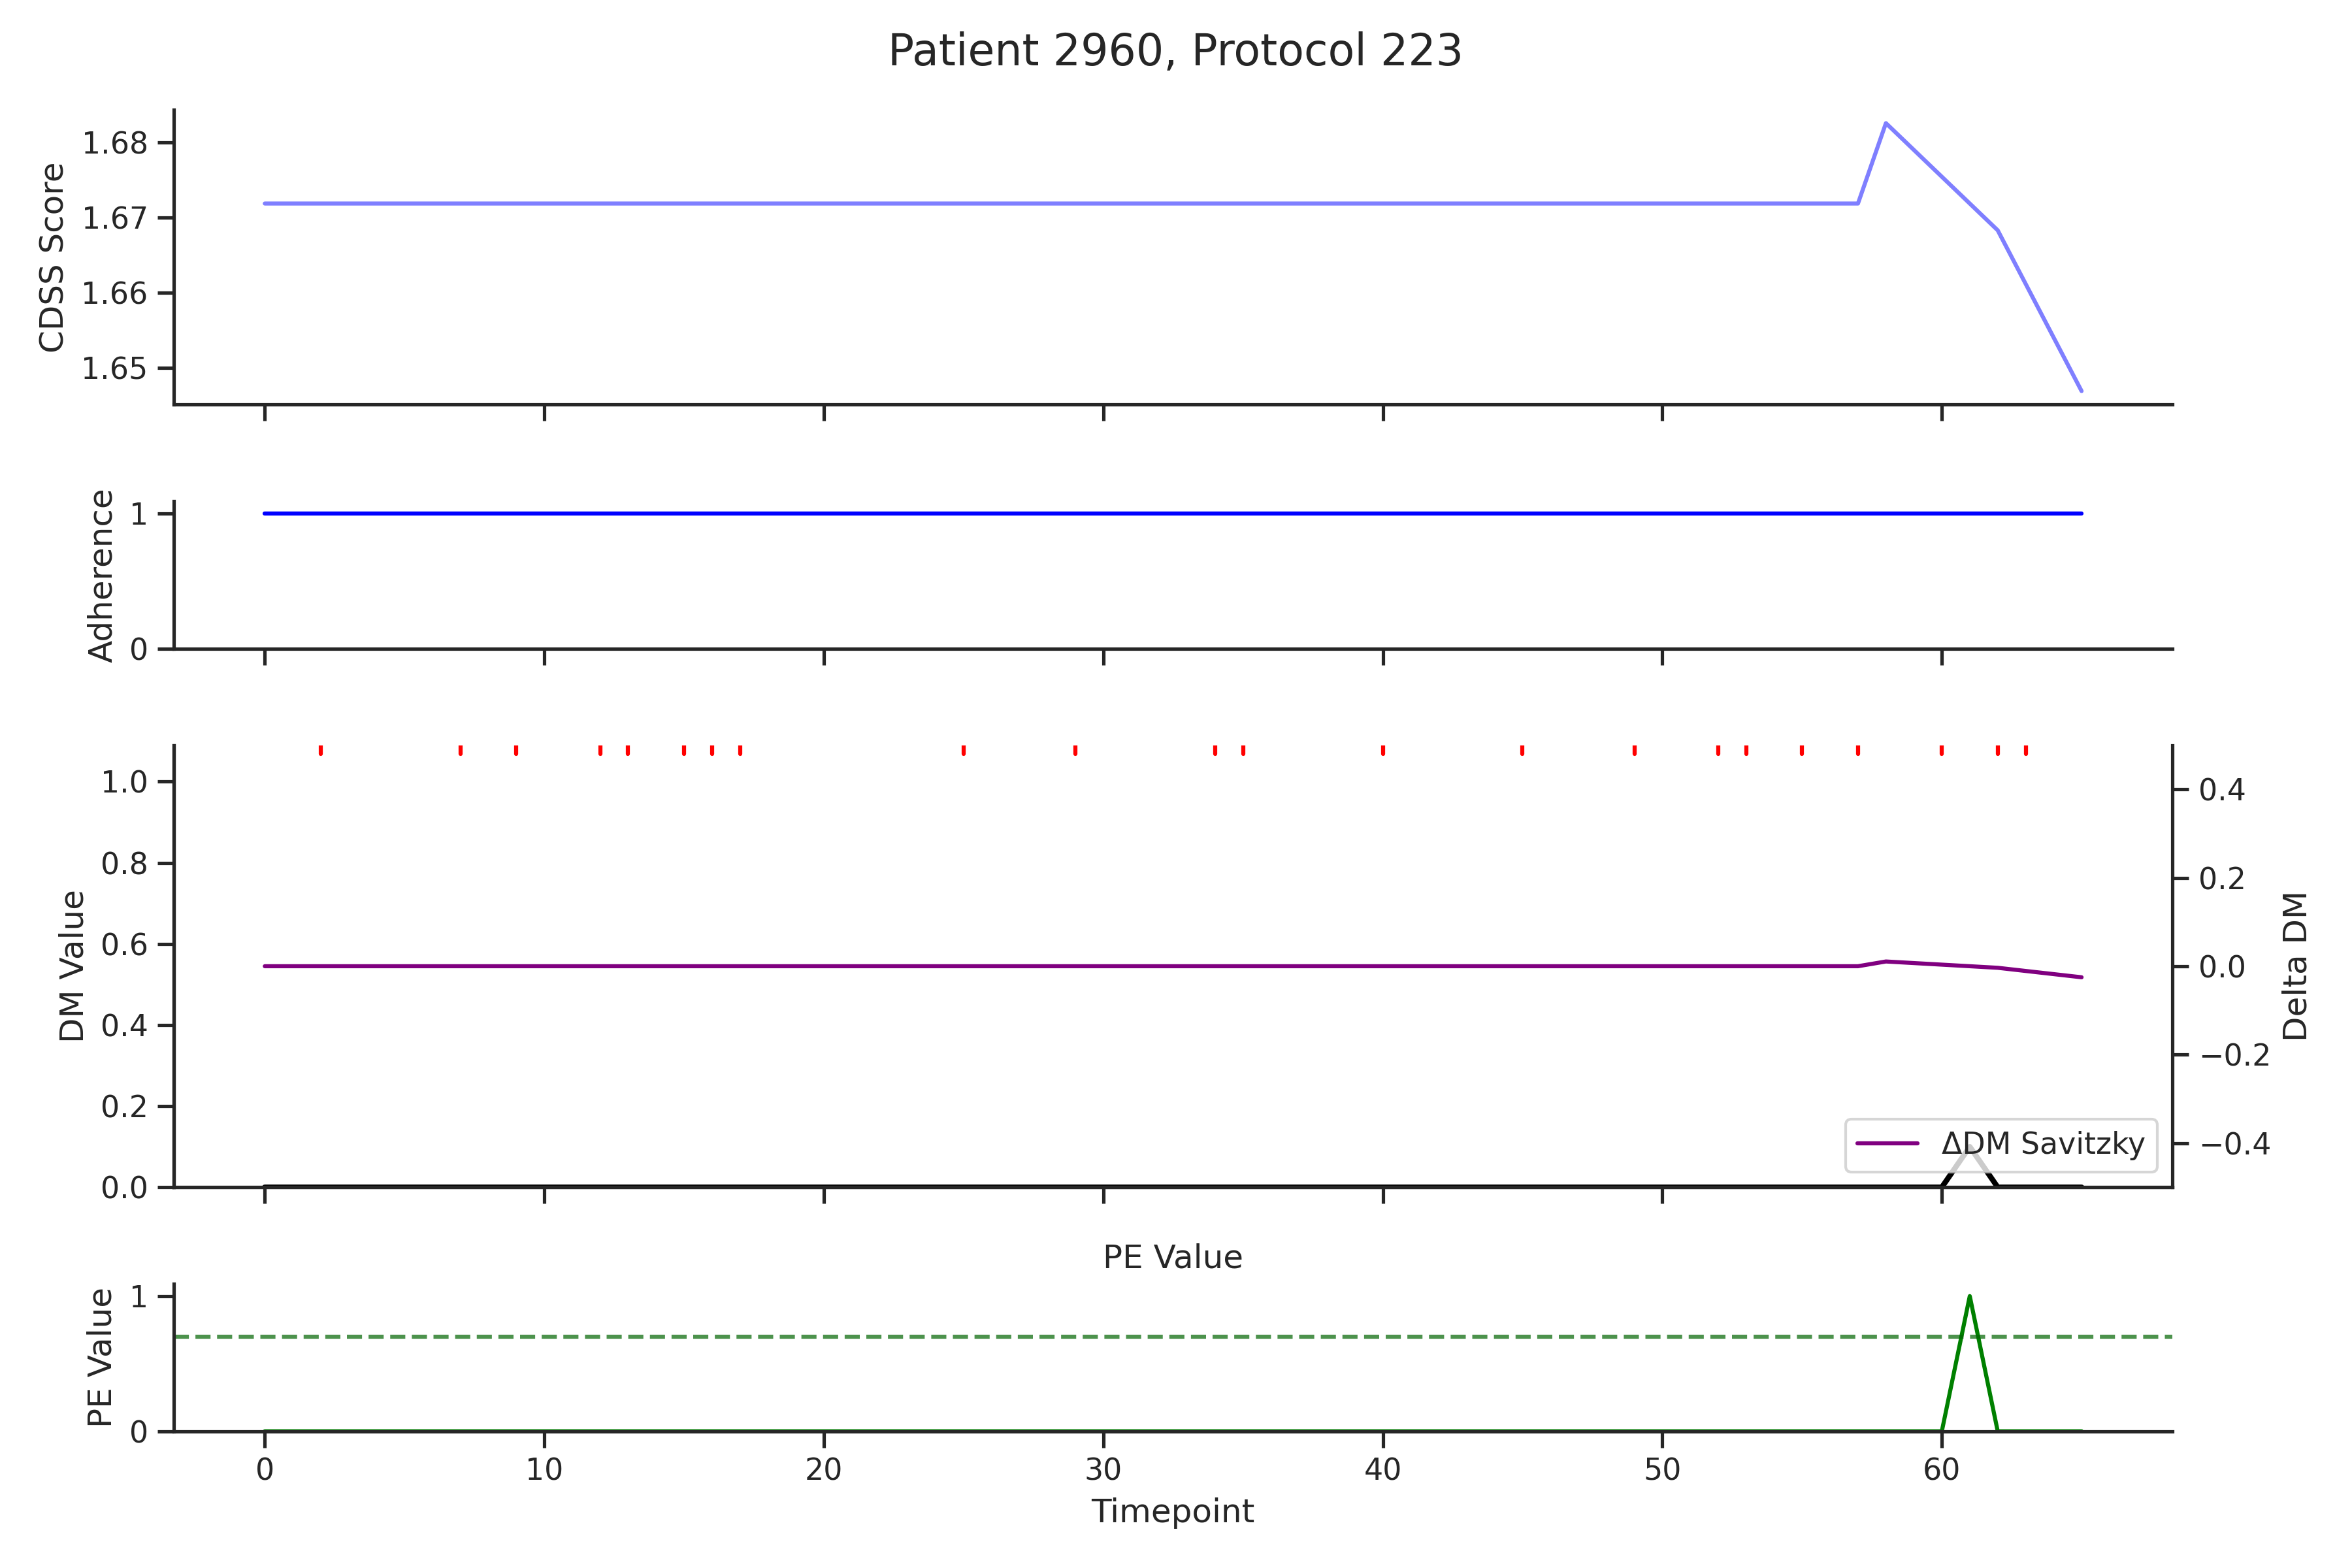 Patient 2960, Protocol 223
CDSS Score
1.68
1.67
1.66
1.65
Adherence
1
0
DM Value
1.0
0.8
0.6
0.4
0.2
0.0
Delta DM
0.4
0.2
0.0
−0.2
−0.4
ΔDM Savitzky
PE Value
PE Value
1
0
0 10 20 30 40 50 60
Timepoint